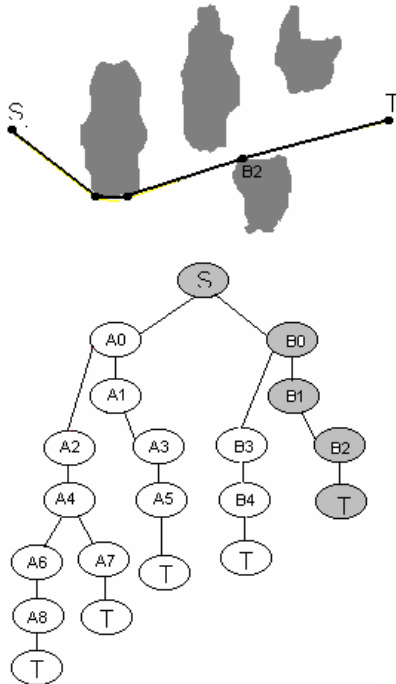 S
T
B2
S
A0 B0
A1 B1
A2 A3 B3 B2
A4 A5 B4 T
A6 A7 T T
A8 T
T